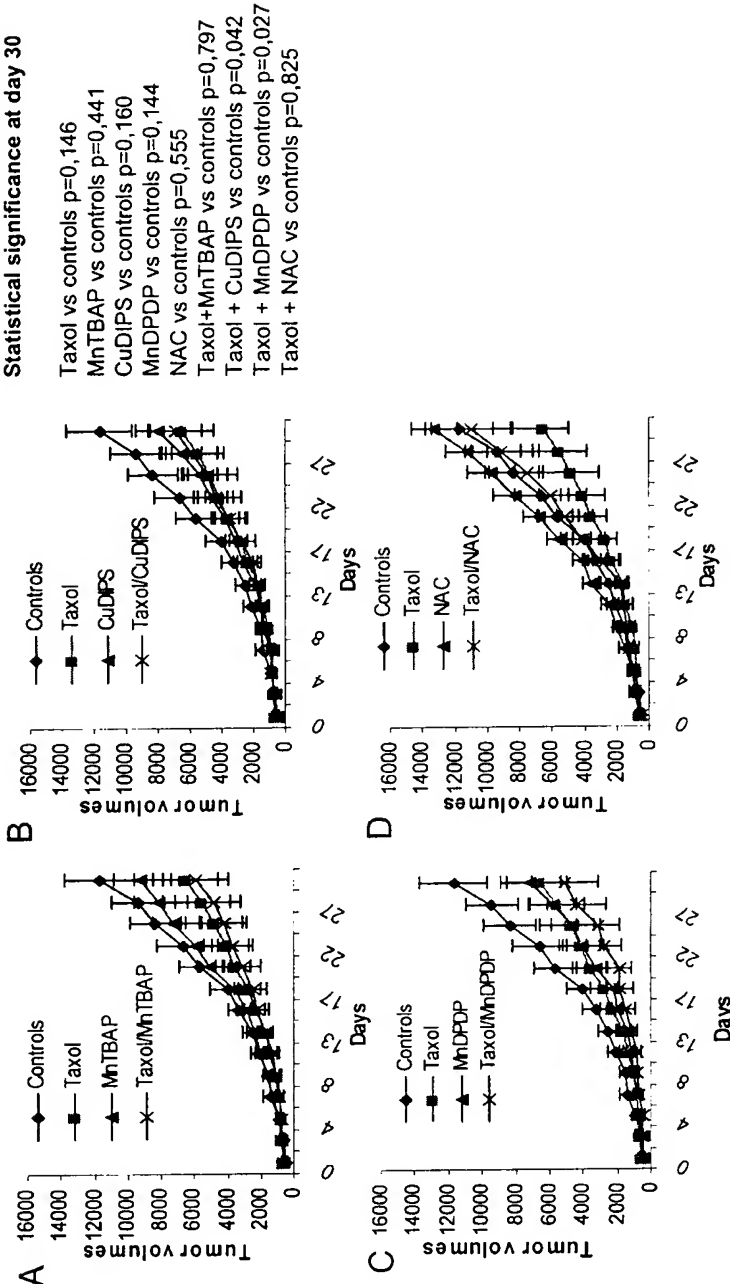 A
Tumor volumes
16000
14000
12000
10000
8000
6000
4000
2000
0
Controls
Taxol
MnTBAP
Taxol/MnTBAP
0 4 8 13 17 22 27
Days
B
Tumor volumes
16000
14000
12000
10000
8000
6000
4000
2000
0
Controls
Taxol
CuDIPS
Taxol/CuDIPS
0 4 8 13 17 22 27
Days
Statistical significance at day 30
Taxol vs controls p=0,146
MnTBAP vs controls p=0,441
CuDIPS vs controls p=0,160
MnDPDP vs controls p=0,144
NAC vs controls p=0,555
Taxol+MnTBAP vs controls p=0,797
Taxol + CuDIPS vs controls p=0,042
Taxol + MnDPDP vs controls p=0,027
Taxol + NAC vs controls p=0,825
C
Tumor volumes
16000
14000
12000
10000
8000
6000
4000
2000
0
Controls
Taxol
MnDPDP
Taxol/MnDPDP
0 4 8 13 17 22 27
Days
D
Tumor volumes
16000
14000
12000
10000
8000
6000
4000
2000
0
Controls
Taxol
NAC
Taxol/NAC
0 4 8 13 17 22 27
Days